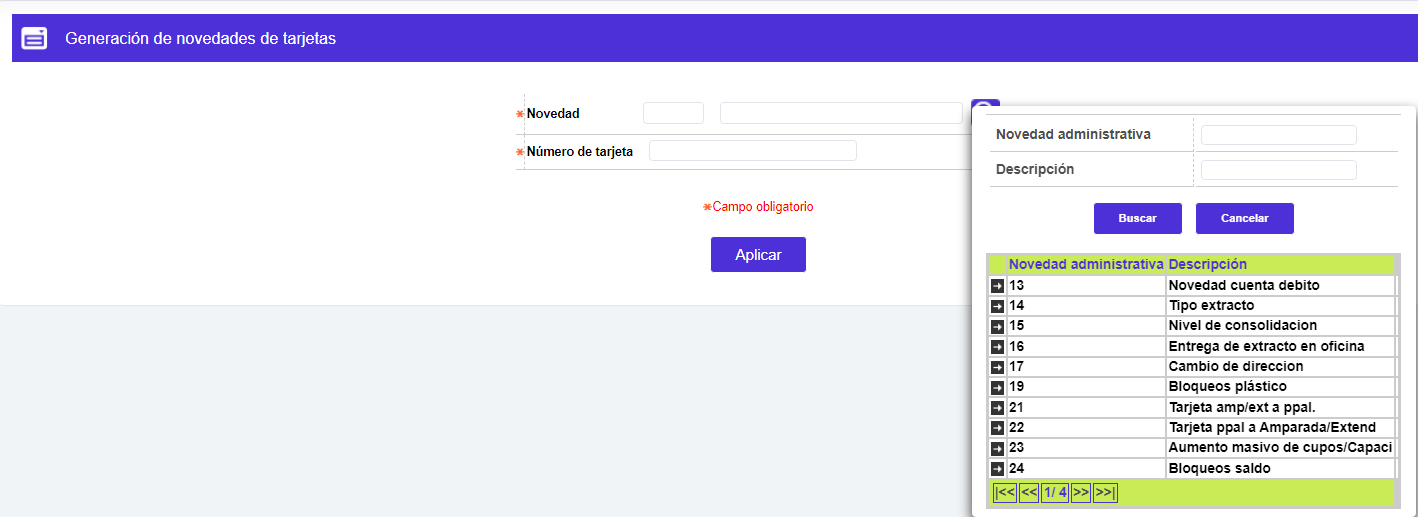 Generación de novedades de tarjetas
*Novedad
*Número de tarjeta
*Campo obligatorio
Aplicar
Novedad administrativa
Descripción
Buscar Cancelar
Novedad administrativa Descripción
13 Novedad cuenta debito
14 Tipo extracto
15 Nivel de consolidacion
16 Entrega de extracto en oficina
17 Cambio de direccion
19 Bloqueos plástico
21 Tarjeta amp/ext a ppal.
22 Tarjeta ppal a Amparada/Extend
23 Aumento masivo de cupos/Capaci
24 Bloqueos saldo
|<< << 1/ 4 >> >>|